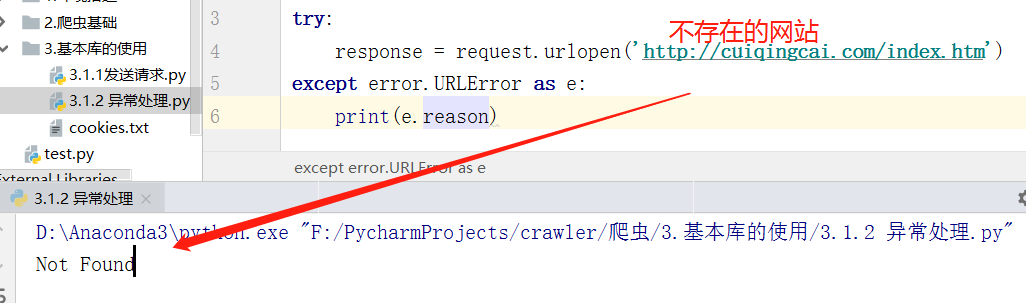 2.爬虫基础
3.基本库的使用
3.1.1发送请求.py
3.1.2 异常处理.py
cookies.txt
test.py
External Libraries
3 try:
不存在的网站
4 response = request.urlopen('http://cuiqingcai.com/index.htm')
5 except error.URLError as e:
6 print(e.reason)
except error.URLError as e
3.1.2 异常处理
D:\Anaconda3\python.exe "F:/PycharmProjects/crawler/爬虫/3.基本库的使用/3.1.2 异常处理.py"
Not Found